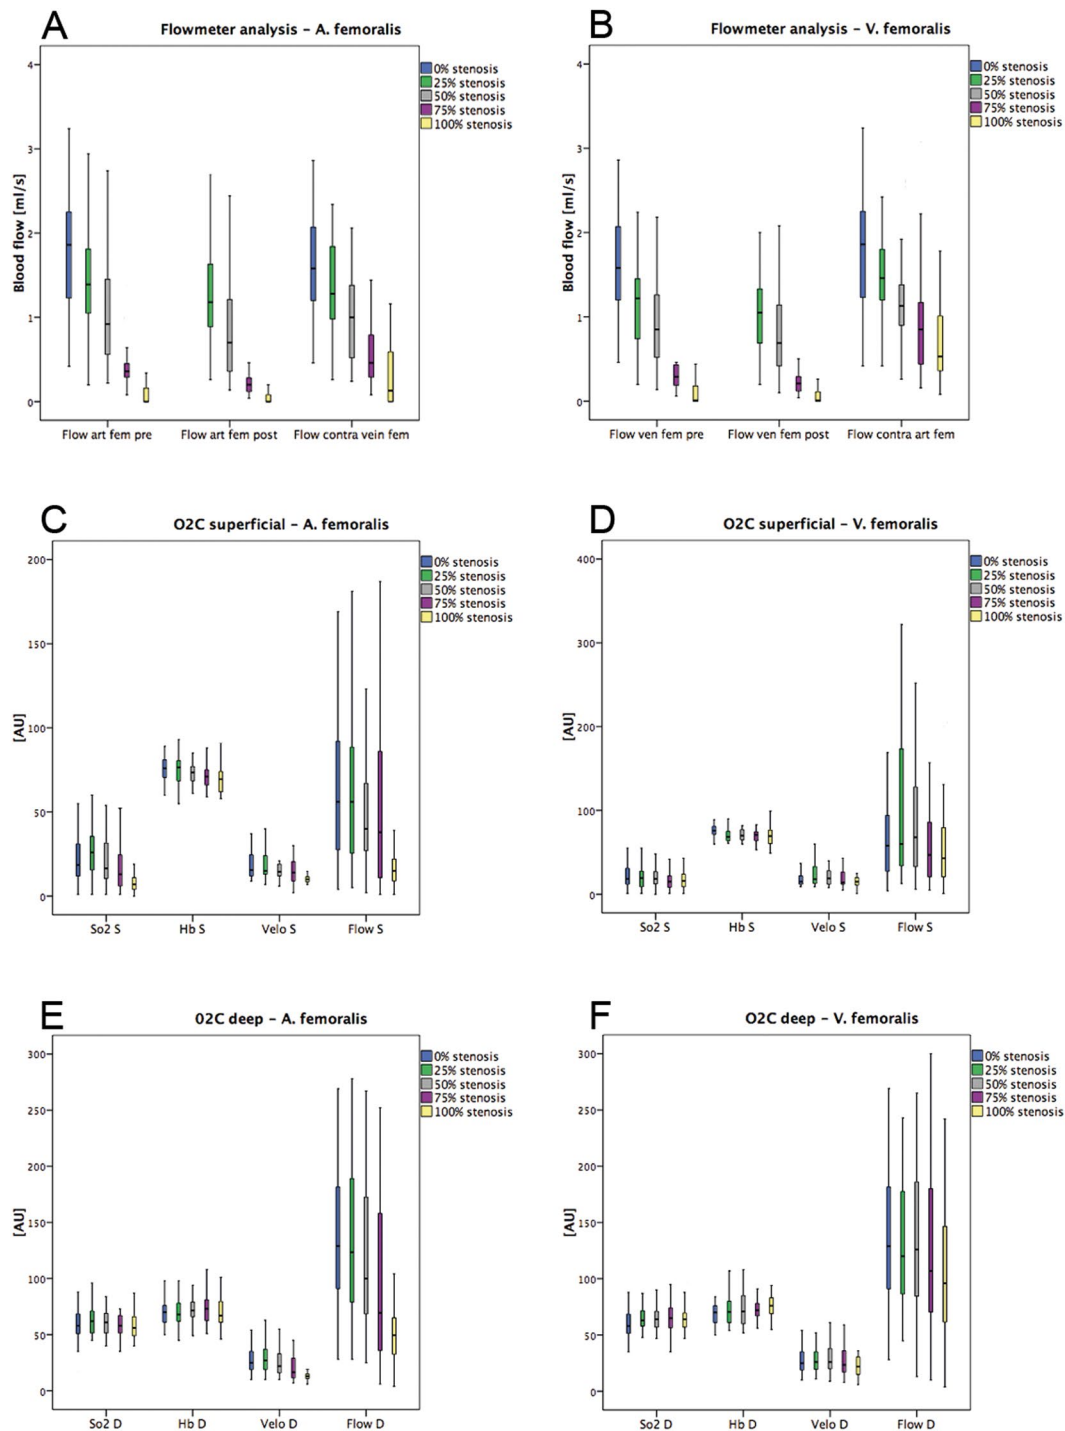 A
Flowmeter analysis – A. femoralis
0% stenosis
25% stenosis
50% stenosis
75% stenosis
100% stenosis
Blood flow [ml/s]
4
3
2
1
0
Flow art fem pre
Flow art fem post
Flow contra vein fem
B
Flowmeter analysis – V. femoralis
0% stenosis
25% stenosis
50% stenosis
75% stenosis
100% stenosis
Blood flow [ml/s]
4
3
2
1
0
Flow ven fem pre
Flow ven fem post
Flow contra art fem
C
O2C superficial – A. femoralis
0% stenosis
25% stenosis
50% stenosis
75% stenosis
100% stenosis
[AU]
200
150
100
50
0
So2 S
Hb S
Velo S
Flow S
D
O2C superficial – V. femoralis
0% stenosis
25% stenosis
50% stenosis
75% stenosis
100% stenosis
[AU]
400
300
200
100
0
So2 S
Hb S
Velo S
Flow S
E
02C deep – A. femoralis
0% stenosis
25% stenosis
50% stenosis
75% stenosis
100% stenosis
[AU]
300
250
200
150
100
50
0
So2 D
Hb D
Velo D
Flow D
F
O2C deep – V. femoralis
0% stenosis
25% stenosis
50% stenosis
75% stenosis
100% stenosis
[AU]
300
250
200
150
100
50
0
So2 D
Hb D
Velo D
Flow D